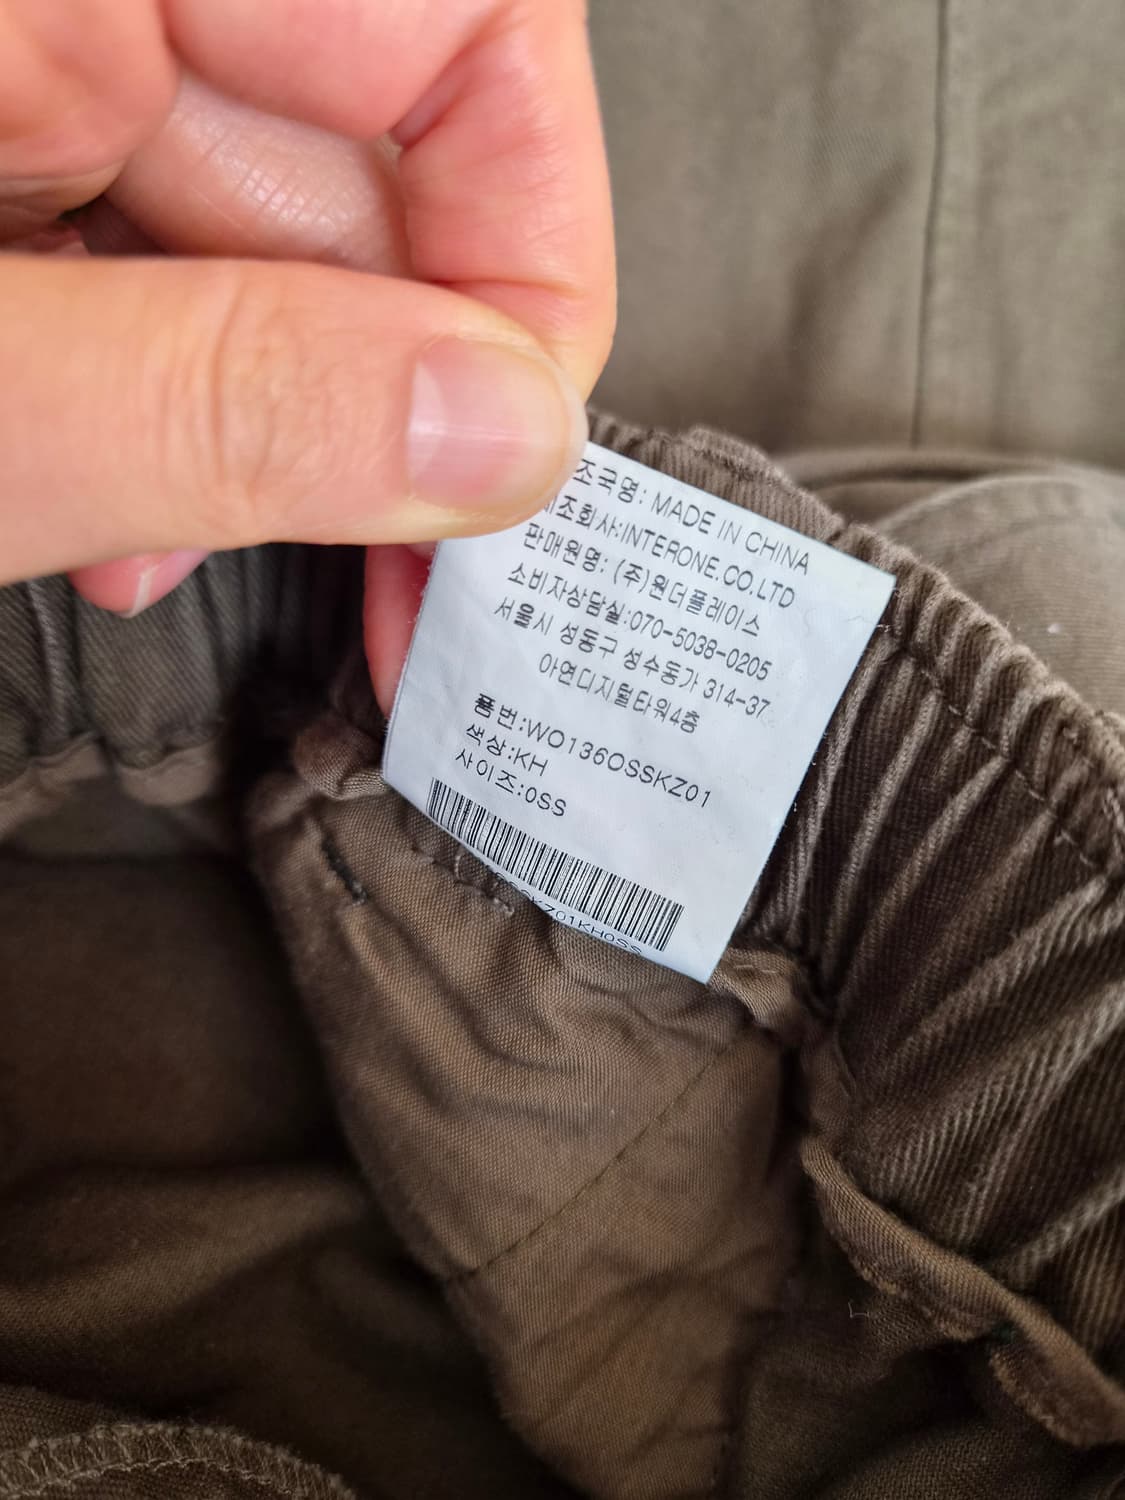 조국명: MADE IN CHINA
조회사:INTERONE.CO.LTD
판매원명: (주)원더플레이스
소비자상담실:070-5038-0205
서울시 성동구 성수동가 314-37
아연디지털타워4층
품번:WO136OSSKZ01
색상:KH
사이즈:0SS
SSKZ01KH0SS